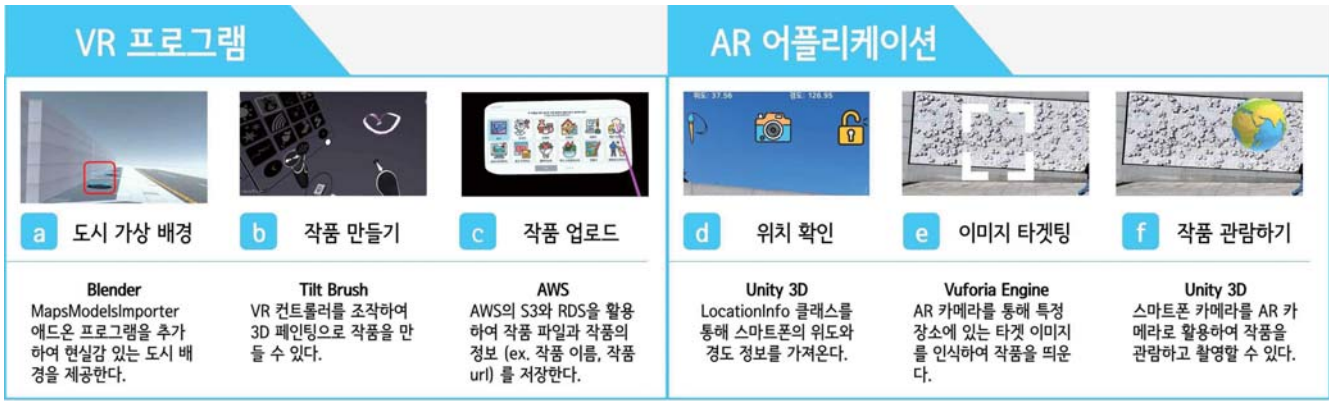 VR 프로그램
AR 어플리케이션
위도: 37.56 경도: 126.95
a 도시 가상 배경
b 작품 만들기
c 작품 업로드
d 위치 확인
e 이미지 타겟팅
f 작품 관람하기
Blender
MapsModelsImporter
애드온 프로그램을 추가
하여 현실감 있는 도시 배
경을 제공한다.
Tilt Brush
VR 컨트롤러를 조작하여
3D 페인팅으로 작품을 만
들 수 있다.
AWS
AWS의 S3와 RDS을 활용
하여 작품 파일과 작품의
정보 (ex. 작품 이름, 작품
url) 를 저장한다.
Unity 3D
LocationInfo 클래스를
통해 스마트폰의 위도와
경도 정보를 가져온다.
Vuforia Engine
AR 카메라를 통해 특정
장소에 있는 타겟 이미지
를 인식하여 작품을 띄운
다.
Unity 3D
스마트폰 카메라를 AR 카
메라로 활용하여 작품을
관람하고 촬영할 수 있다.